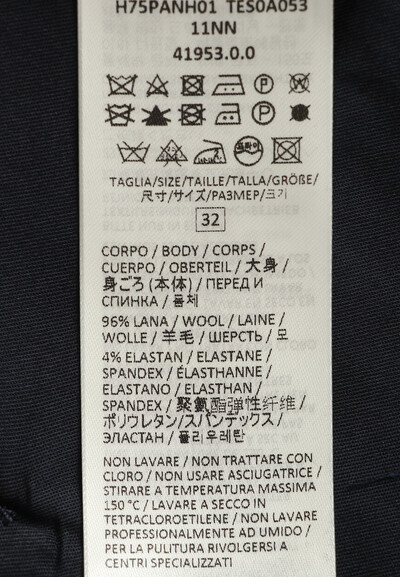 H75PANH01 TES0A053
11NN
41953.0.0
TAGLIA/SIZE/TAILLE/TALLA/GRÖßE/
尺寸/サイズ/РАЗМЕР/크기
32
CORPO / BODY / CORPS /
CUERPO / OBERTEIL / 大身 /
身ごろ (本体) / ПЕРЕД И
СПИНКА / 몸체
96% LANA / WOOL / LAINE /
WOLLE / 羊毛 / ШЕРСТЬ / 모
4% ELASTAN / ELASTANE /
SPANDEX / ÉLASTHANNE /
ELASTANO / ELASTHAN /
SPANDEX / 聚氨酯弹性纤维 /
ポリウレタン/スパンデックス /
ЭЛАСТАН / 폴리우레탄
NON LAVARE / NON TRATTARE CON
CLORO / NON USARE ASCIUGATRICE /
STIRARE A TEMPERATURA MASSIMA
150 °C / LAVARE A SECCO IN
TETRACLOROETILENE / NON LAVARE
PROFESSIONALMENTE AD UMIDO /
PER LA PULITURA RIVOLGERSI A
CENTRI SPECIALIZZATI